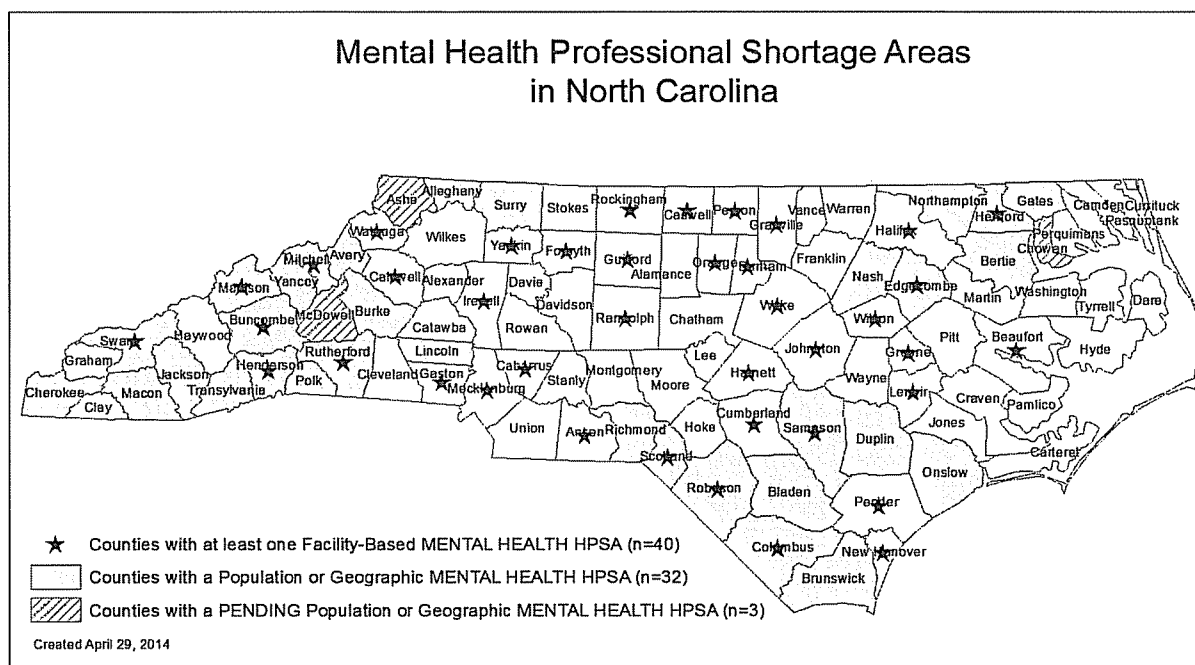 Mental Health Professional Shortage Areas
in North Carolina
Ashe
Alleghany
Surry
Stokes
Rockingham
Caswell
Person
Granville
Vance
Warren
Northampton
Hertford
Gates
Camden
Currituck
Pasquotank
Perquimans
Chowan
Halifax
Bertie
Watauga
Wilkes
Yadkin
Forsyth
Guilford
Alamance
Orange
Durham
Franklin
Nash
Edgecombe
Martin
Washington
Tyrrell
Dare
Mitchell
Avery
Caldwell
Alexander
Iredell
Davie
Davidson
Randolph
Chatham
Wake
Wilson
Pitt
Beaufort
Hyde
Madison
Yancey
McDowell
Burke
Catawba
Rowan
Buncombe
Haywood
Swain
Graham
Rutherford
Lincoln
Lee
Johnston
Greene
Wayne
Lenoir
Craven
Pamlico
Cherokee
Clay
Macon
Jackson
Transylvania
Henderson
Polk
Cleveland
Gaston
Mecklenburg
Cabarrus
Stanly
Montgomery
Moore
Harnett
Union
Anson
Richmond
Scotland
Hoke
Cumberland
Sampson
Duplin
Jones
Carteret
Onslow
Robeson
Bladen
Pender
Columbus
New Hanover
Brunswick
Counties with at least one Facility-Based MENTAL HEALTH HPSA (n=40)
Counties with a Population or Geographic MENTAL HEALTH HPSA (n=32)
Counties with a PENDING Population or Geographic MENTAL HEALTH HPSA (n=3)
Created April 29, 2014